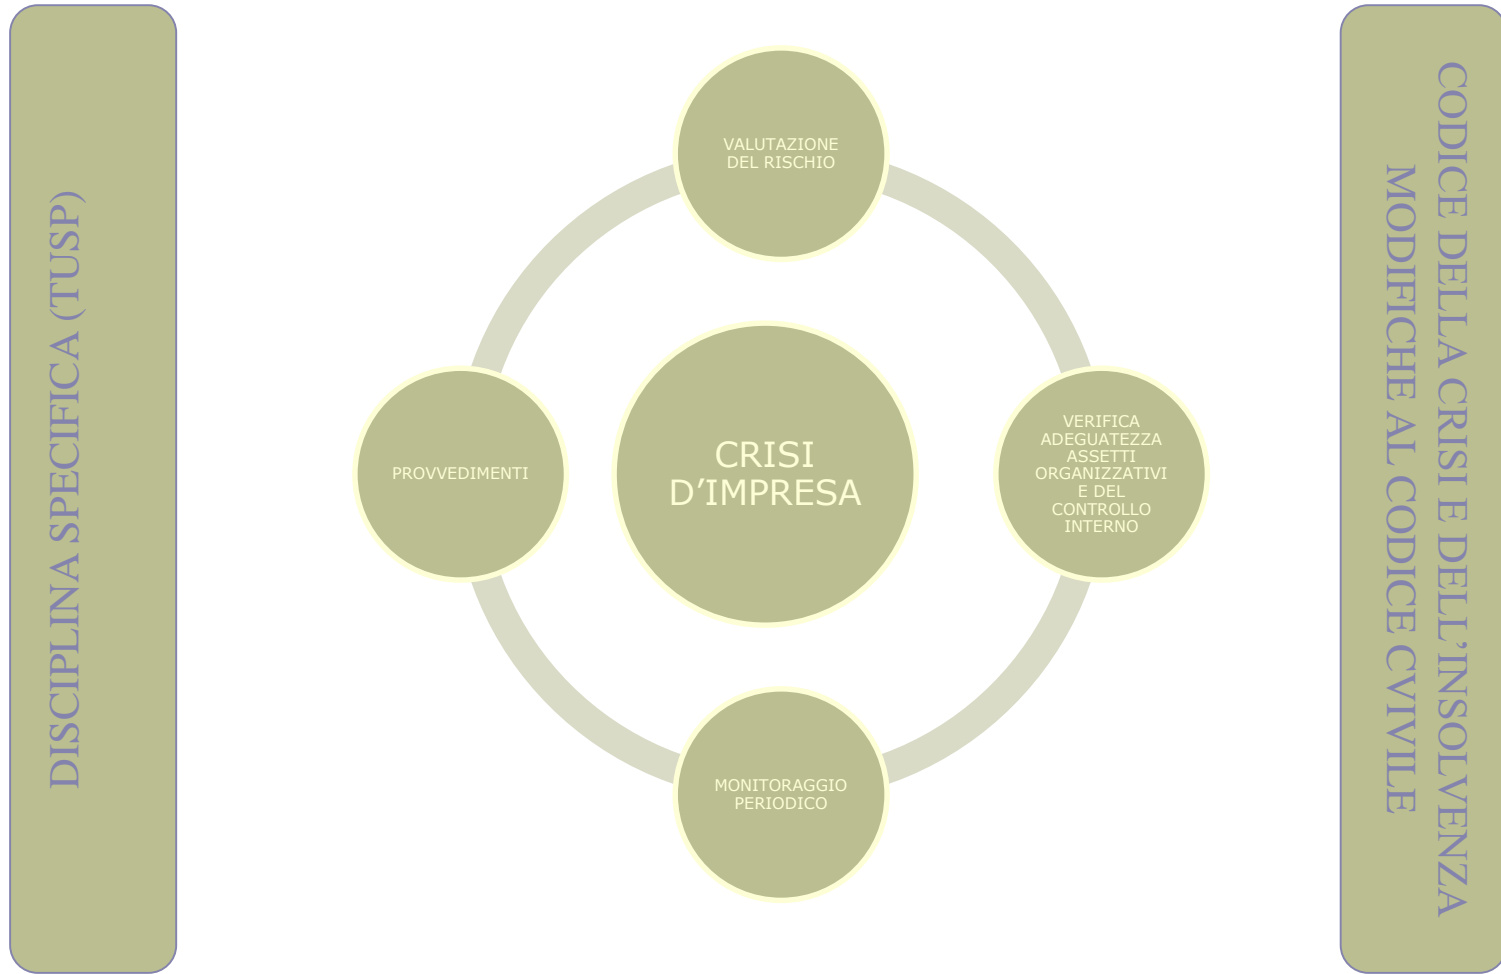 DISCIPLINA SPECIFICA (TUSP)
VALUTAZIONE
DEL RISCHIO
PROVVEDIMENTI
CRISI
D’IMPRESA
VERIFICA
ADEGUATEZZA
ASSETTI
ORGANIZZATIVI
E DEL
CONTROLLO
INTERNO
MONITORAGGIO
PERIODICO
CODICE DELLA CRISI E DELL’INSOLVENZA
MODIFICHE AL CODICE CVIVILE